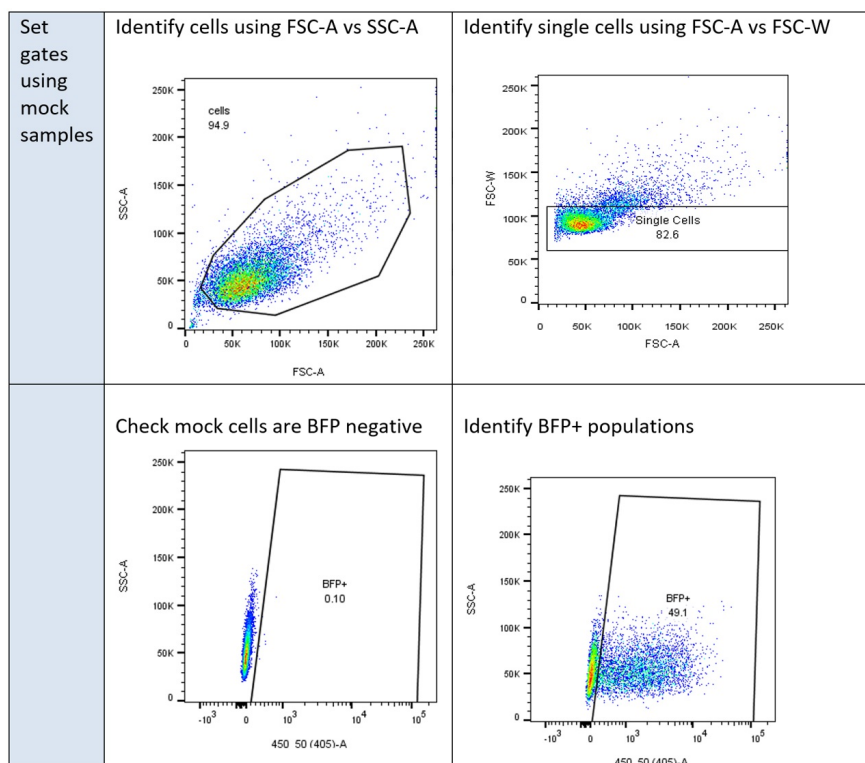 Set
gates
using
mock
samples
Identify cells using FSC-A vs SSC-A
250K
200K
150K
100K
50K
0
SSC-A
cells
94.9
0
50K
100K
150K
200K
250K
FSC-A
Identify single cells using FSC-A vs FSC-W
250K
200K
150K
100K
50K
0
FSC-W
Single Cells
82.6
0
50K
100K
150K
200K
250K
FSC-A
Check mock cells are BFP negative
250K
200K
150K
100K
50K
0
SSC-A
BFP+
0.10
-10³
0
10³
10⁴
10⁵
450_50 (405)-A
Identify BFP+ populations
250K
200K
150K
100K
50K
0
SSC-A
BFP+
49.1
-10³
0
10³
10⁴
10⁵
450_50 (405)-A